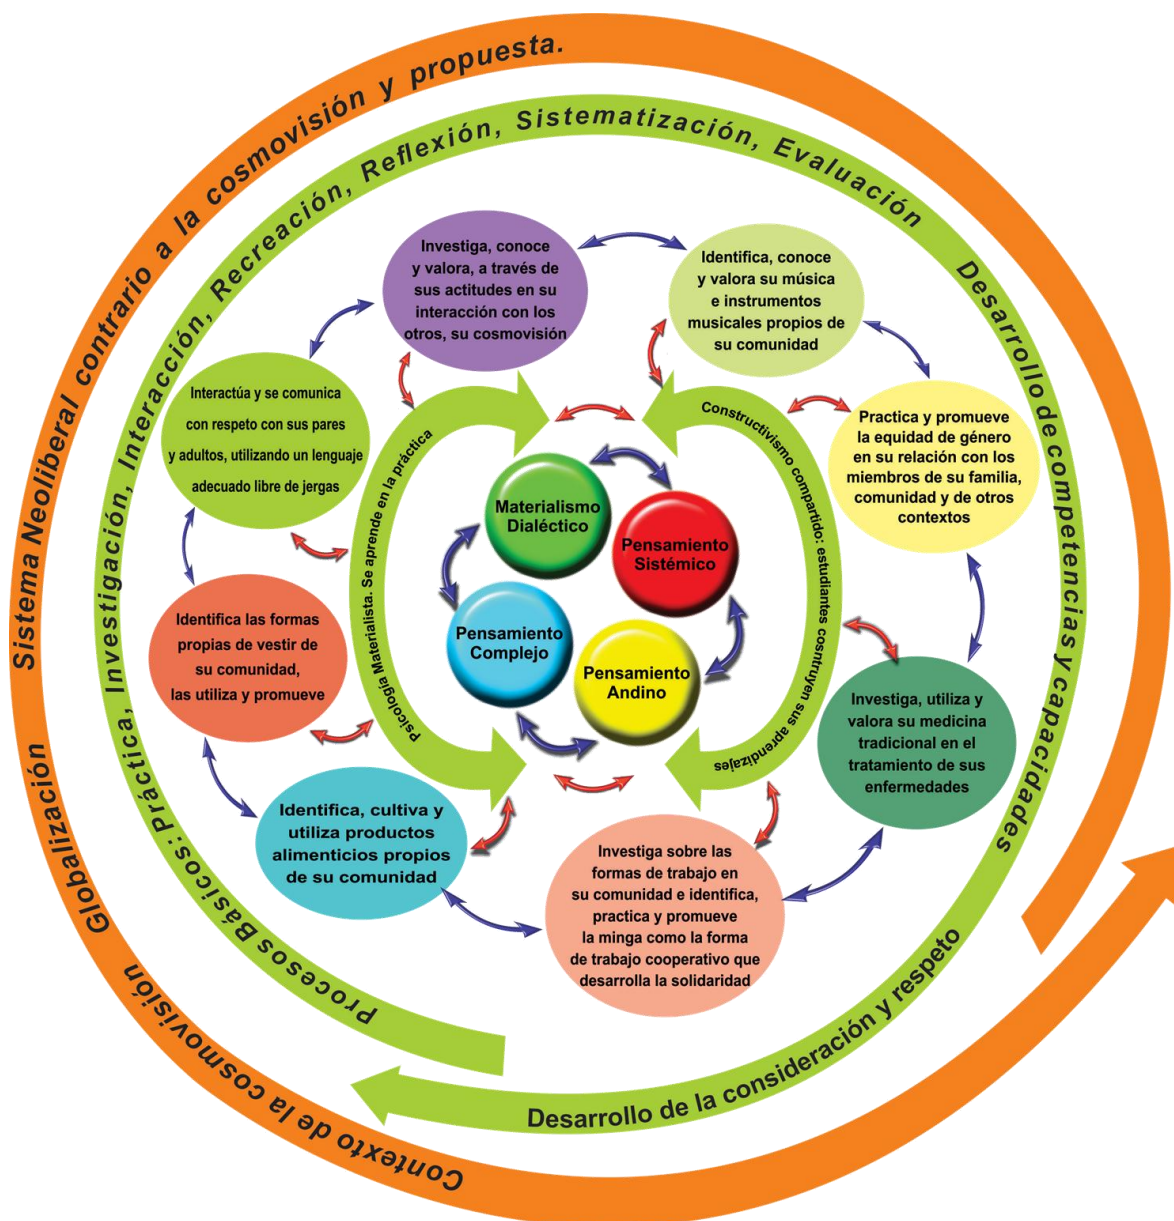 Contexto de la cosmovisión Globalización Sistema Neoliberal contrario a la cosmovisión y propuesta.
Procesos Básicos: Práctica, Investigación, Interacción, Recreación, Reflexión, Sistematización, Evaluación
Desarrollo de competencias y capacidades
Desarrollo de la consideración y respeto
Investiga, conoce
y valora, a través de
sus actitudes en su
interacción con los
otros, su cosmovisión
Identifica, conoce
y valora su música
e instrumentos
musicales propios de
su comunidad
Practica y promueve
la equidad de género
en su relación con los
miembros de su familia,
comunidad y de otros
contextos
Investiga, utiliza y
valora su medicina
tradicional en el
tratamiento de sus
enfermedades
Investiga sobre las
formas de trabajo en
su comunidad e identifica,
practica y promueve
la minga como la forma
de trabajo cooperativo que
desarrolla la solidaridad
Identifica, cultiva y
utiliza productos
alimenticios propios
de su comunidad
Identifica las formas
propias de vestir de
su comunidad,
las utiliza y promueve
Interactúa y se comunica
con respeto con sus pares
y adultos, utilizando un lenguaje
adecuado libre de jergas
Psicología Materialista. Se aprende en la práctica
Constructivismo compartido: estudiantes cosntruyen sus aprendizajes
Materialismo
Dialéctico
Pensamiento
Sistémico
Pensamiento
Complejo
Pensamiento
Andino